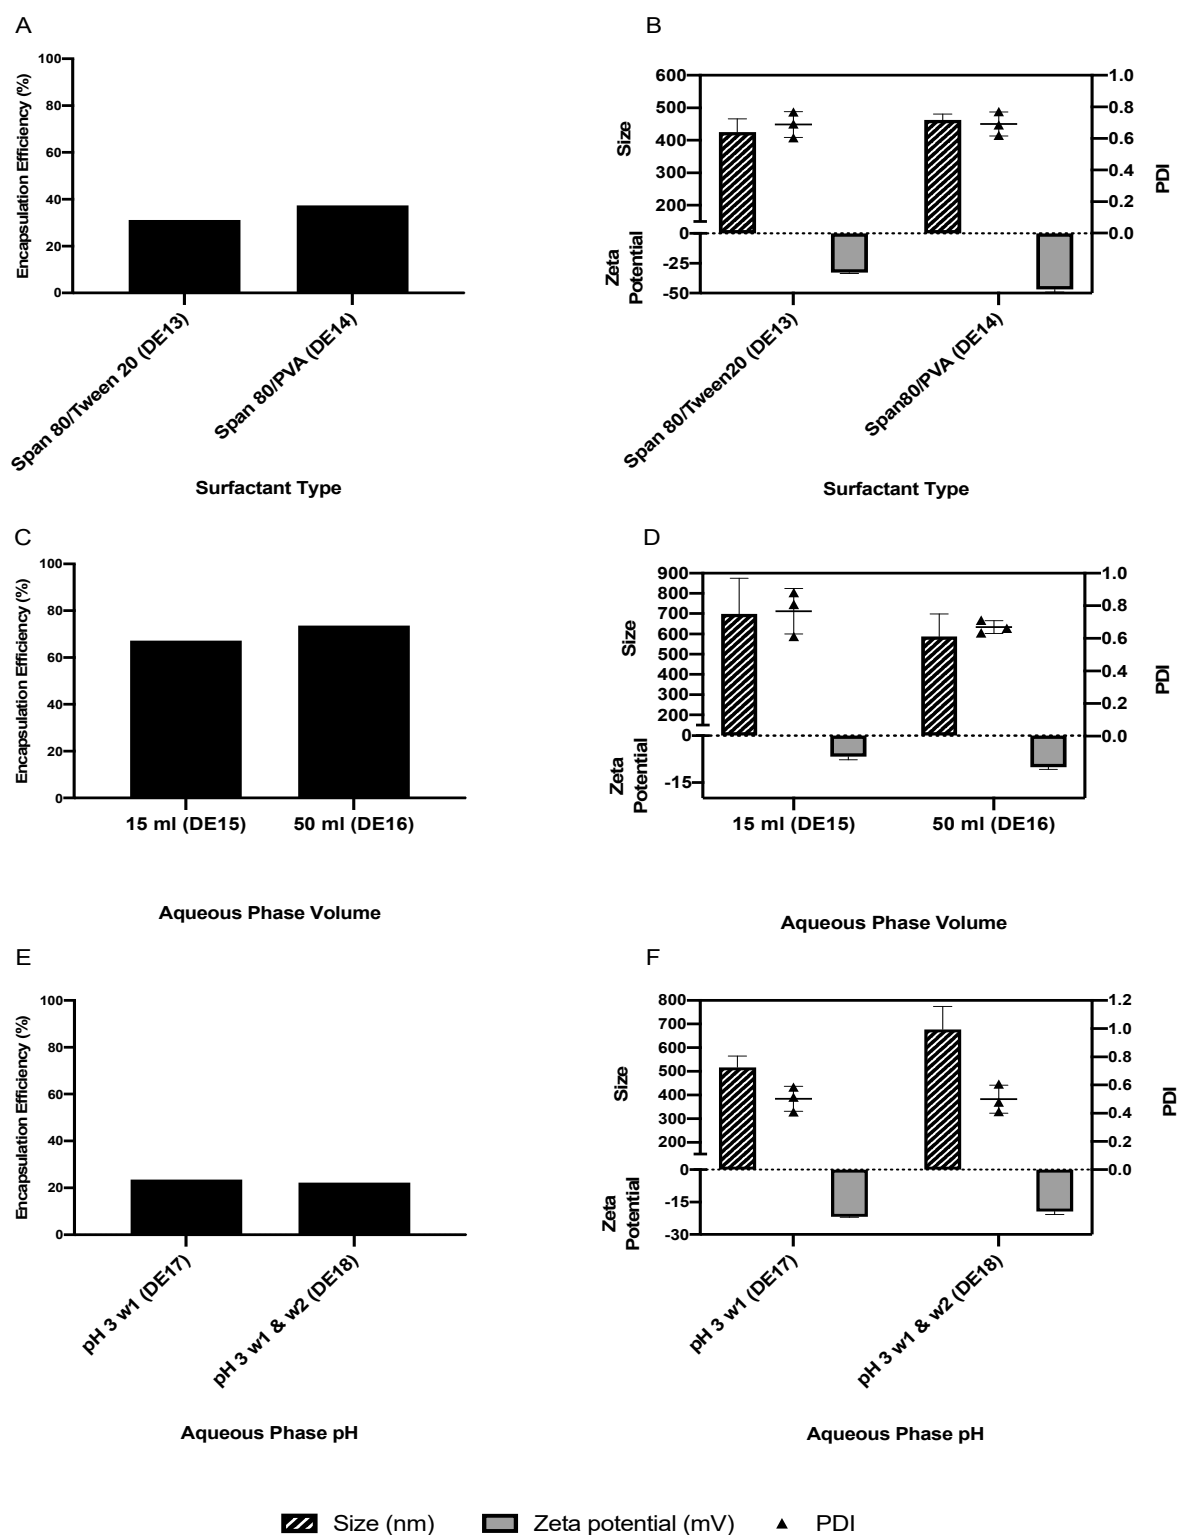 A
Encapsulation Efficiency (%)
100
80
60
40
20
0
Span 80/Tween 20 (DE13)
Span 80/PVA (DE14)
Surfactant Type
B
Size
600
500
400
300
200
0
Zeta
Potential
-25
-50
1.0
0.8
0.6
0.4
0.2
0.0
PDI
Span 80/Tween20 (DE13)
Span80/PVA (DE14)
Surfactant Type
C
Encapsulation Efficiency (%)
100
80
60
40
20
0
15 ml (DE15)
50 ml (DE16)
Aqueous Phase Volume
D
Size
900
800
700
600
500
400
300
200
0
Zeta
Potential
-15
1.0
0.8
0.6
0.4
0.2
0.0
PDI
15 ml (DE15)
50 ml (DE16)
Aqueous Phase Volume
E
Encapsulation Efficiency (%)
100
80
60
40
20
0
pH 3 w1 (DE17)
pH 3 w1 & w2 (DE18)
Aqueous Phase pH
F
Size
800
700
600
500
400
300
200
0
Zeta
Potential
-15
-30
1.2
1.0
0.8
0.6
0.4
0.2
0.0
PDI
pH 3 w1 (DE17)
pH 3 w1 & w2 (DE18)
Aqueous Phase pH
Size (nm)
Zeta potential (mV)
PDI